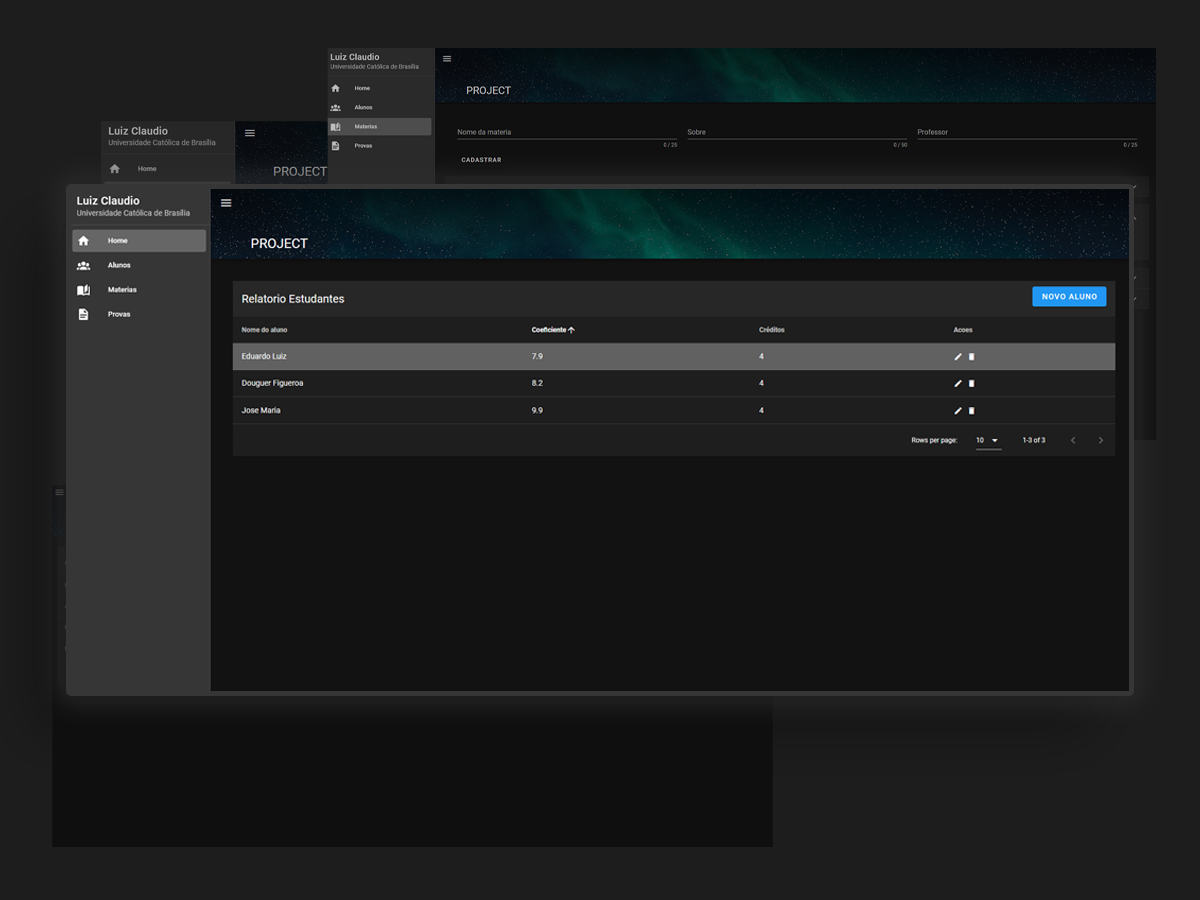 Luiz Claudio
Universidade Católica de Brasília
Home
Alunos
Materias
Provas
PROJECT
Nome da materia
Sobre
Professor
0 / 25
0 / 50
0 / 25
CADASTRAR
Luiz Claudio
Universidade Católica de Brasília
Home
PROJECT
Luiz Claudio
Universidade Católica de Brasília
Home
Alunos
Materias
Provas
PROJECT
Relatorio Estudantes
NOVO ALUNO
Nome do aluno Coeficiente Créditos Acoes
Eduardo Luiz 7.9 4
Douguer Figueroa 8.2 4
Jose Maria 9.9 4
Rows per page: 10 1-3 of 3